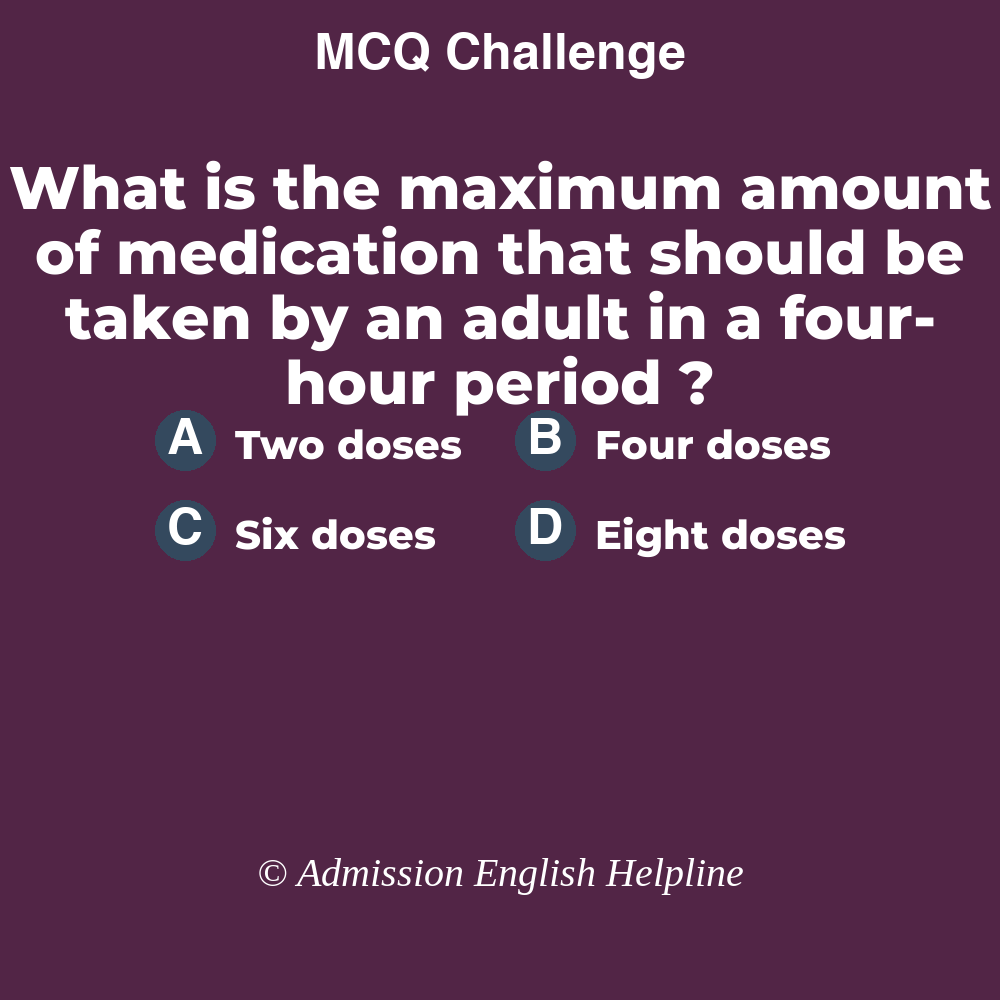 MCQ Challenge
What is the maximum amount
of medication that should be
taken by an adult in a four-
hour period ?
A Two doses B Four doses
C Six doses D Eight doses
© Admission English Helpline